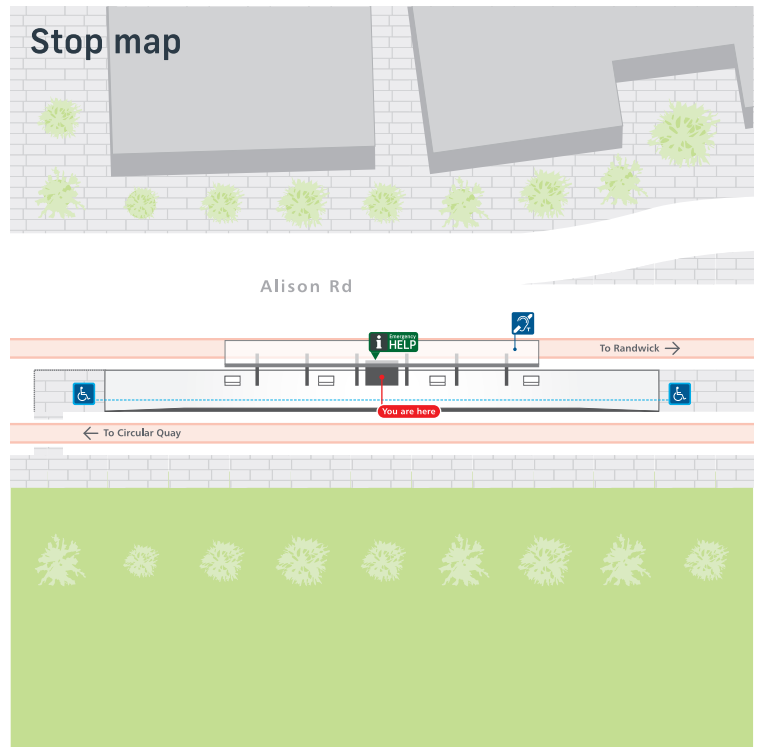 Stop map
Alison Rd
i Emergency
HELP
T
To Randwick →
You are here
← To Circular Quay